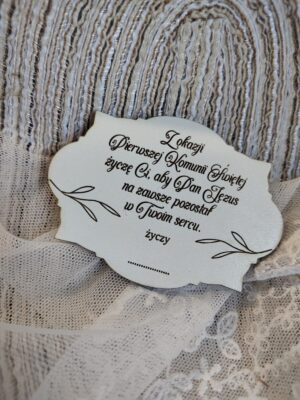 Z okazji
Pierwszej Komunii Świętej
życzę Ci, aby Pan Jezus
na zawsze pozostał
w Twoim sercu.
życzy
..................